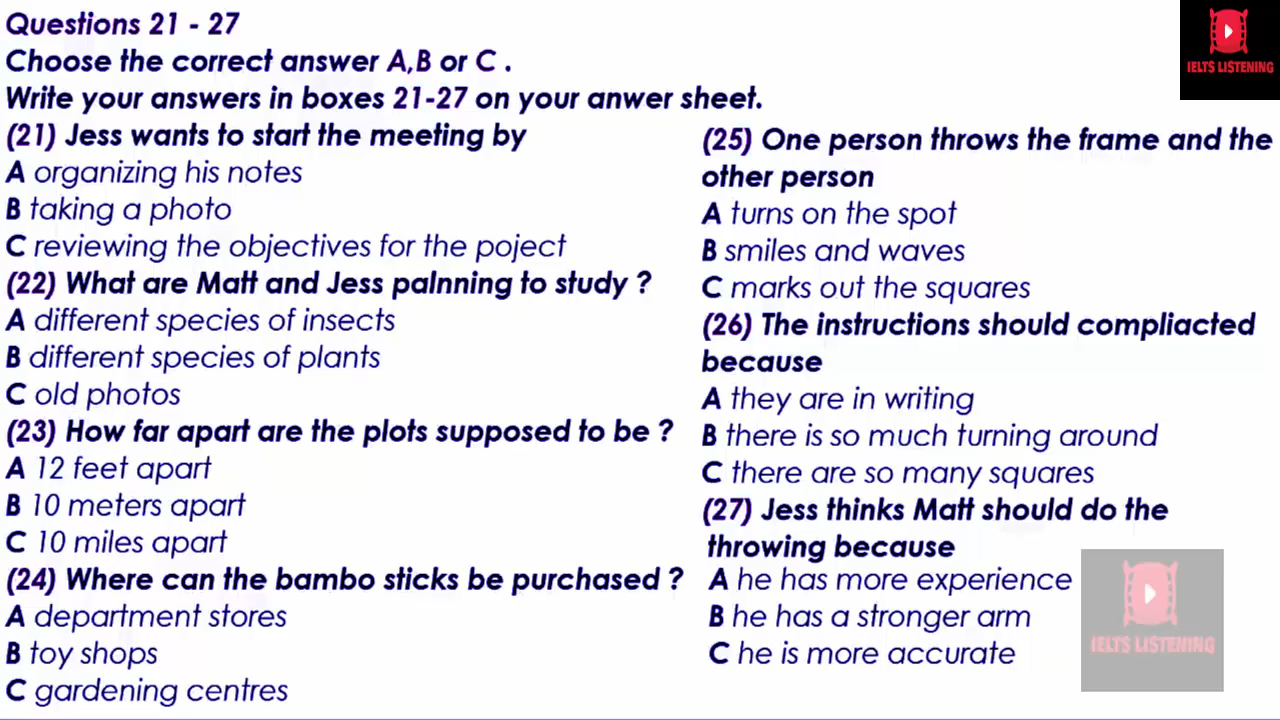 Questions 21 - 27
Choose the correct answer A,B or C .
Write your answers in boxes 21-27 on your anwer sheet.
(21) Jess wants to start the meeting by
A organizing his notes
B taking a photo
C reviewing the objectives for the poject
(22) What are Matt and Jess palnning to study ?
A different species of insects
B different species of plants
C old photos
(23) How far apart are the plots supposed to be ?
A 12 feet apart
B 10 meters apart
C 10 miles apart
(24) Where can the bambo sticks be purchased ?
A department stores
B toy shops
C gardening centres
(25) One person throws the frame and the
other person
A turns on the spot
B smiles and waves
C marks out the squares
(26) The instructions should compliacted
because
A they are in writing
B there is so much turning around
C there are so many squares
(27) Jess thinks Matt should do the
throwing because
A he has more experience
B he has a stronger arm
C he is more accurate
IELTS LISTENING
IELTS LISTENING